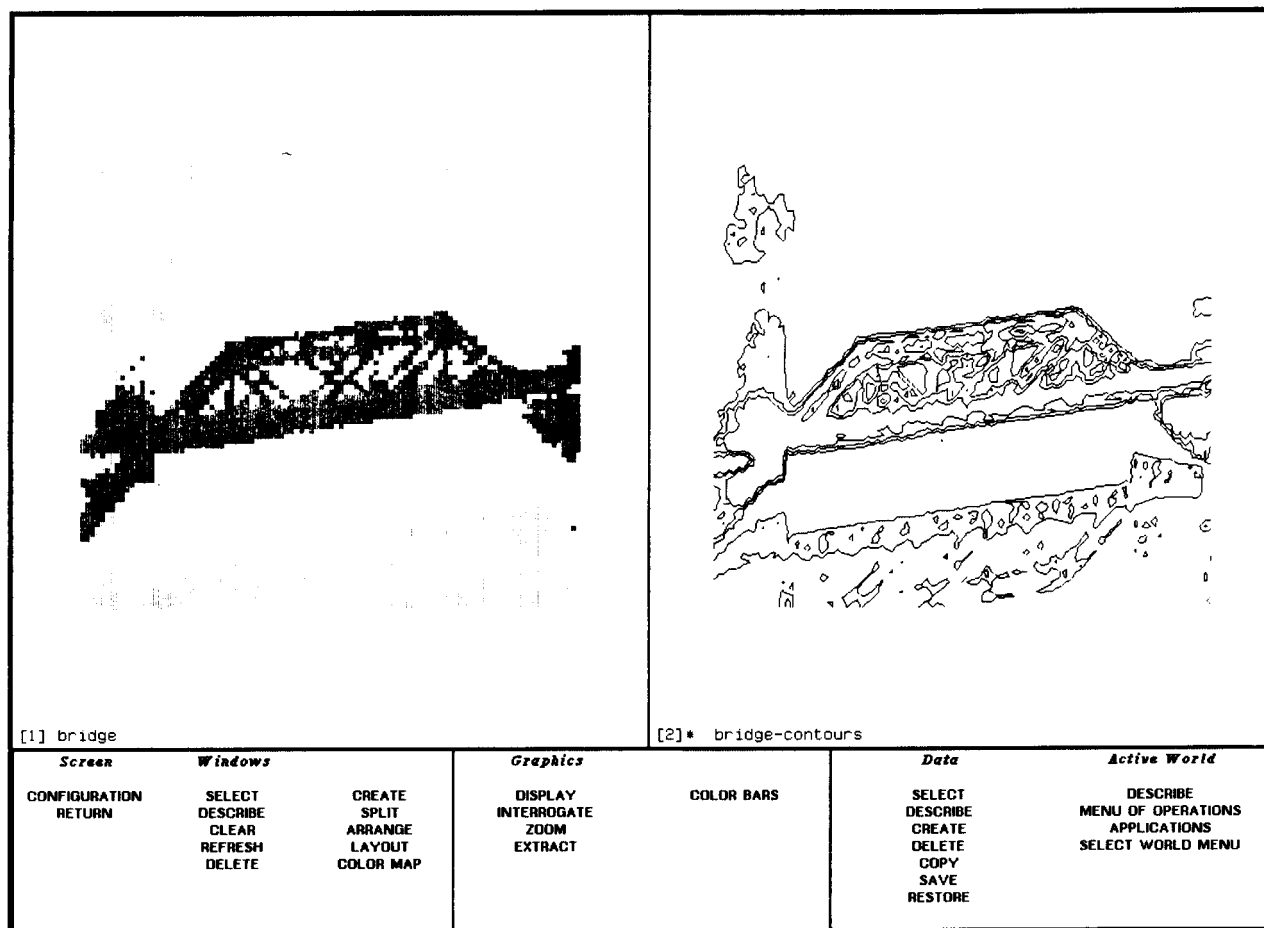 [1] bridge
[2]* bridge-contours
Screen Windows Graphics Data Active World
CONFIGURATION SELECT CREATE DISPLAY COLOR BARS SELECT DESCRIBE
RETURN DESCRIBE SPLIT INTERROGATE DESCRIBE MENU OF OPERATIONS
CLEAR ARRANGE ZOOM CREATE APPLICATIONS
REFRESH LAYOUT EXTRACT DELETE SELECT WORLD MENU
DELETE COLOR MAP COPY
SAVE
RESTORE